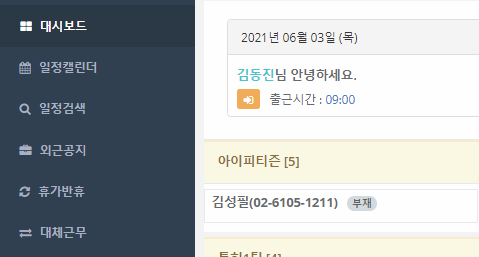 대시보드
일정캘린더
일정검색
외근공지
휴가반휴
대체근무
2021년 06월 03일 (목)
김동진님 안녕하세요.
출근시간 : 09:00
아이피티즌 [5]
김성필(02-6105-1211) 부재